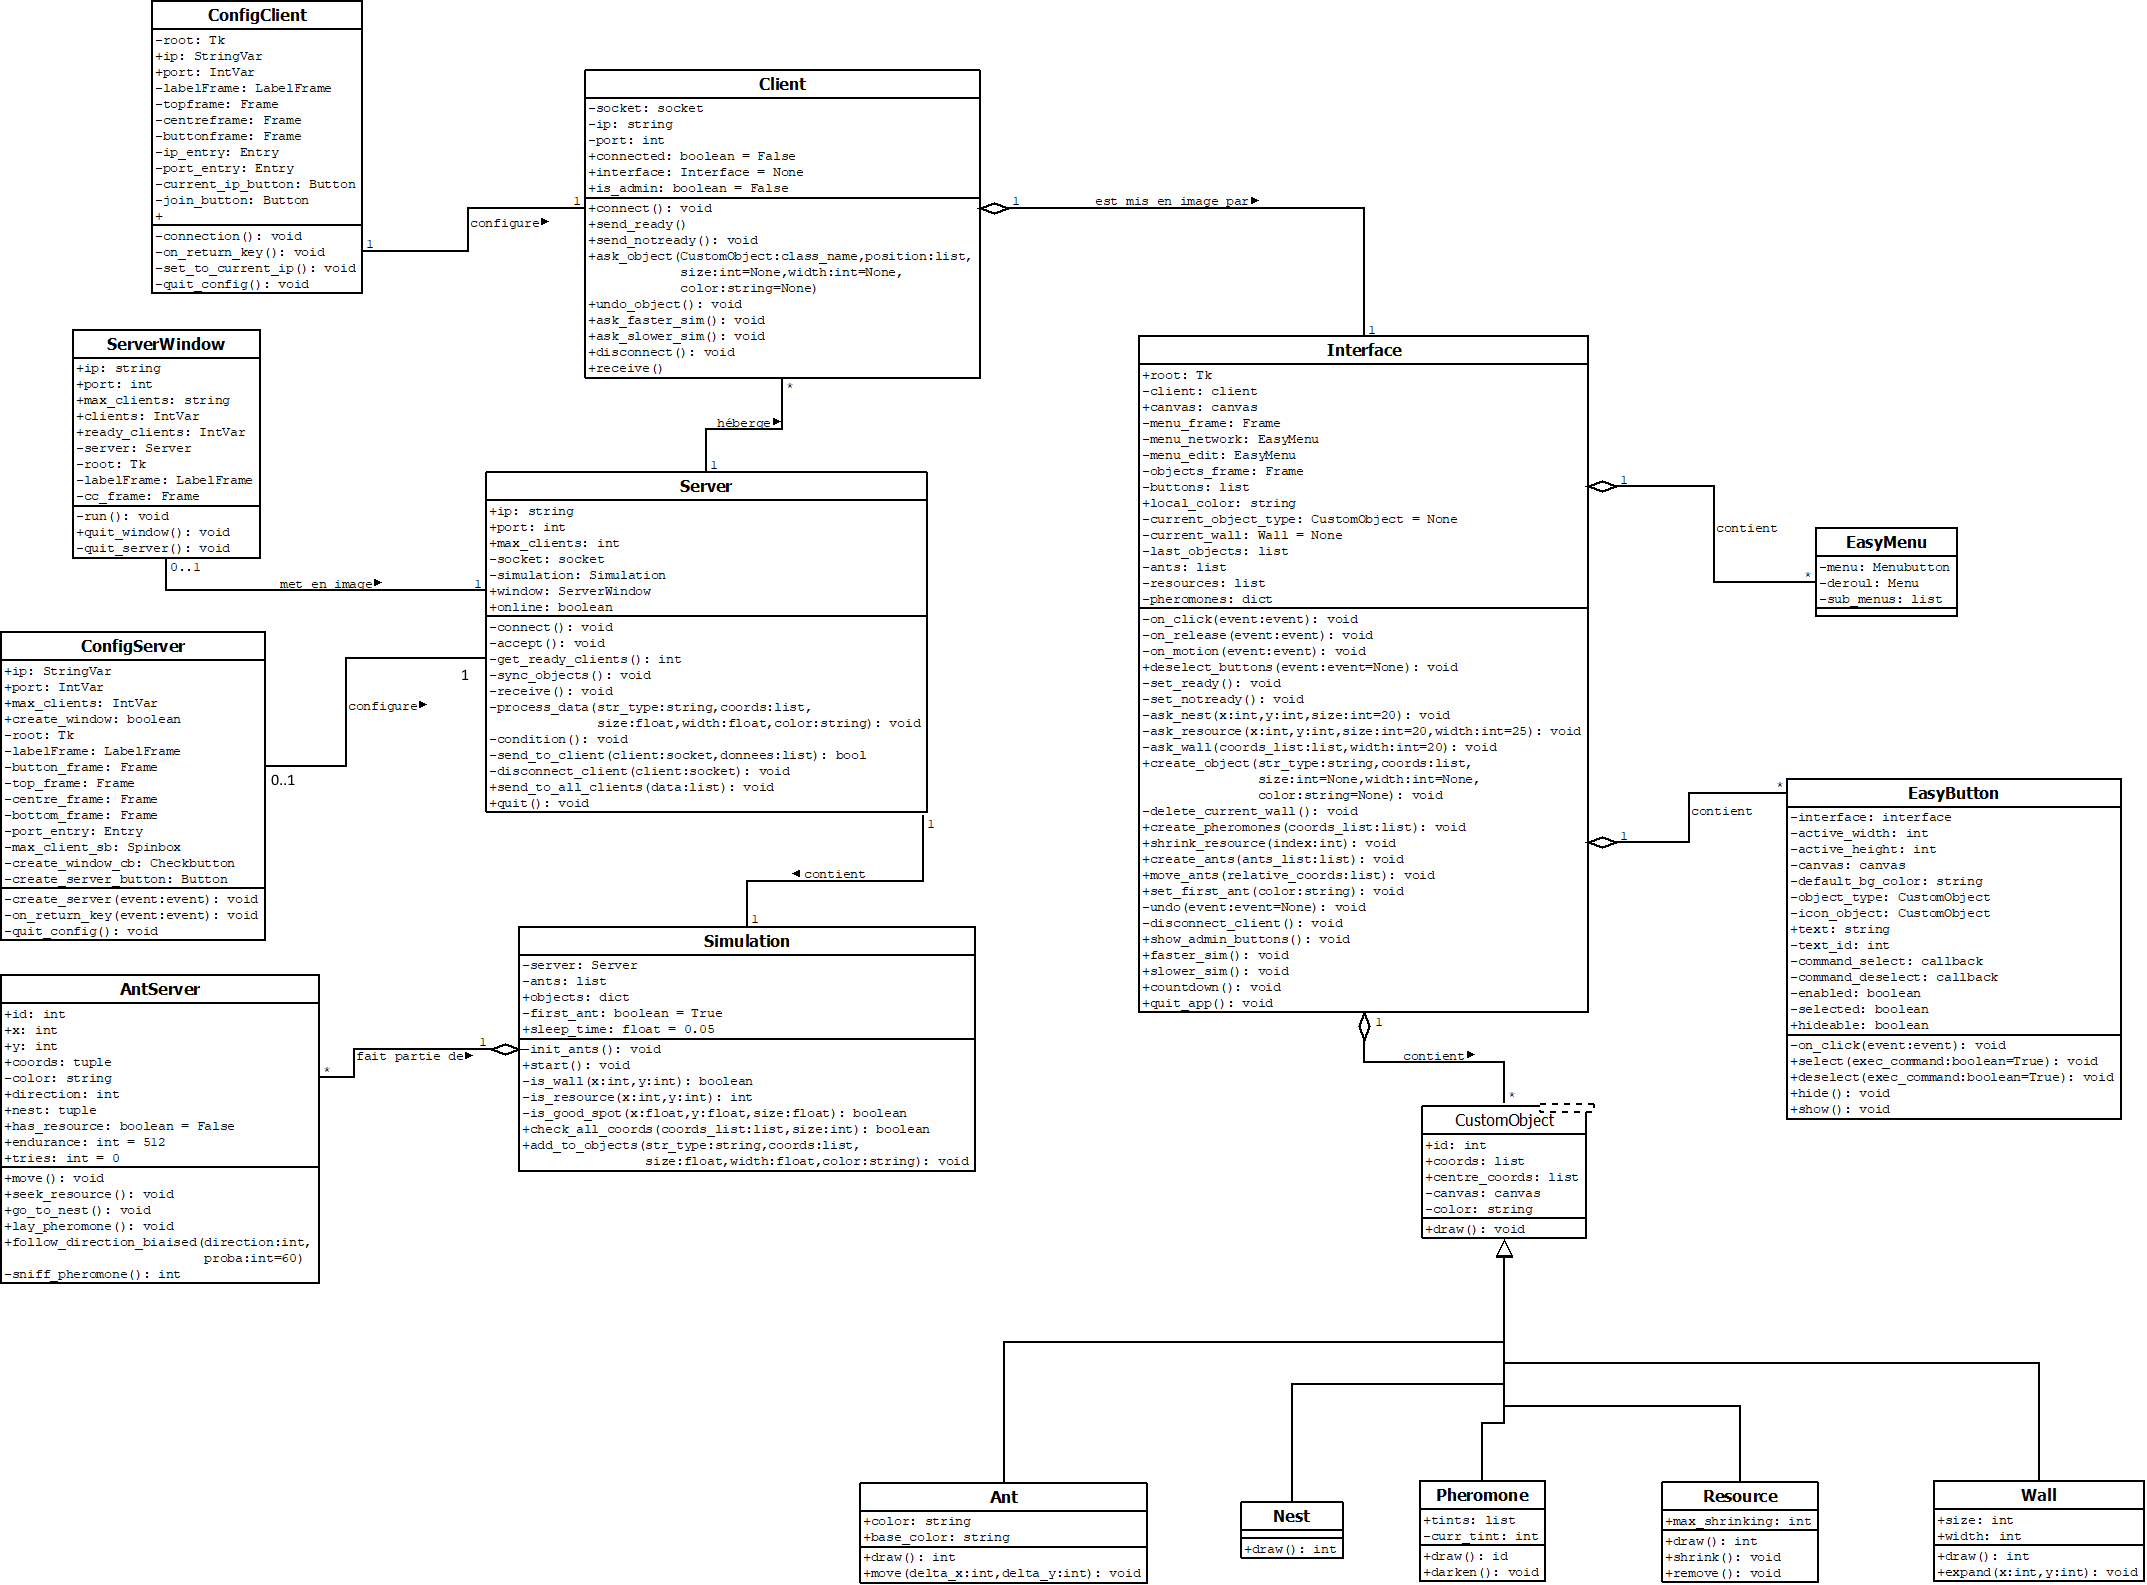 ConfigClient
-root: Tk
+ip: StringVar
+port: IntVar
-labelFrame: LabelFrame
-topframe: Frame
-centreframe: Frame
-buttonframe: Frame
-ip_entry: Entry
-port_entry: Entry
-current_ip_button: Button
-join_button: Button
+
-connection(): void
-on_return_key(): void
-set_to_current_ip(): void
-quit_config(): void
1
configure►
1
Client
-socket: socket
-ip: string
-port: int
+connected: boolean = False
+interface: Interface = None
+is_admin: boolean = False
+connect(): void
+send_ready()
+send_notready(): void
+ask_object(CustomObject:class_name,position:list,
size:int=None,width:int=None,
color:string=None)
+undo_object(): void
+ask_faster_sim(): void
+ask_slower_sim(): void
+disconnect(): void
+receive()
1
est mis en image par►
1
*
héberge►
1
ServerWindow
+ip: string
+port: int
+max_clients: string
+clients: IntVar
+ready_clients: IntVar
-server: Server
-root: Tk
-labelFrame: LabelFrame
-cc_frame: Frame
-run(): void
+quit_window(): void
-quit_server(): void
0..1
met en image►
1
Server
+ip: string
+port: int
+max_clients: int
-socket: socket
-simulation: Simulation
+window: ServerWindow
+online: boolean
-connect(): void
-accept(): void
-get_ready_clients(): int
-sync_objects(): void
-receive(): void
-process_data(str_type:string,coords:list,
size:float,width:float,color:string): void
-condition(): void
-send_to_client(client:socket,donnees:list): bool
-disconnect_client(client:socket): void
+send_to_all_clients(data:list): void
+quit(): void
ConfigServer
+ip: StringVar
+port: IntVar
+max_clients: IntVar
+create_window: boolean
-root: Tk
-labelFrame: LabelFrame
-button_frame: Frame
-top_frame: Frame
-centre_frame: Frame
-bottom_frame: Frame
-port_entry: Entry
-max_client_sb: Spinbox
-create_window_cb: Checkbutton
-create_server_button: Button
-create_server(event:event): void
-on_return_key(event:event): void
-quit_config(): void
0..1
configure►
1
1
◄contient
1
Simulation
-server: Server
-ants: list
+objects: dict
-first_ant: boolean = True
+sleep_time: float = 0.05
-init_ants(): void
+start(): void
-is_wall(x:int,y:int): boolean
-is_resource(x:int,y:int): int
-is_good_spot(x:float,y:float,size:float): boolean
+check_all_coords(coords_list:list,size:int): boolean
+add_to_objects(str_type:string,coords:list,
size:float,width:float,color:string): void
1
fait partie de►
*
AntServer
+id: int
+x: int
+y: int
+coords: tuple
-color: string
+direction: int
+nest: tuple
+has_resource: boolean = False
+endurance: int = 512
+tries: int = 0
+move(): void
+seek_resource(): void
+go_to_nest(): void
+lay_pheromone(): void
+follow_direction_biaised(direction:int,
proba:int=60)
-sniff_pheromone(): int
Interface
+root: Tk
-client: client
+canvas: canvas
-menu_frame: Frame
-menu_network: EasyMenu
-menu_edit: EasyMenu
-objects_frame: Frame
-buttons: list
+local_color: string
-current_object_type: CustomObject = None
-current_wall: Wall = None
-last_objects: list
-ants: list
-resources: list
-pheromones: dict
-on_click(event:event): void
-on_release(event:event): void
-on_motion(event:event): void
+deselect_buttons(event:event=None): void
-set_ready(): void
-set_notready(): void
-ask_nest(x:int,y:int,size:int=20): void
-ask_resource(x:int,y:int,size:int=20,width:int=25): void
-ask_wall(coords_list:list,width:int=20): void
+create_object(str_type:string,coords:list,
size:int=None,width:int=None,
color:string=None): void
-delete_current_wall(): void
+create_pheromones(coords_list:list): void
+shrink_resource(index:int): void
+create_ants(ants_list:list): void
+move_ants(relative_coords:list): void
+set_first_ant(color:string): void
-undo(event:event=None): void
-disconnect_client(): void
+show_admin_buttons(): void
+faster_sim(): void
+slower_sim(): void
+countdown(): void
+quit_app(): void
1
contient
*
EasyMenu
-menu: Menubutton
-deroul: Menu
-sub_menus: list
1
contient
*
EasyButton
-interface: interface
-active_width: int
-active_height: int
-canvas: canvas
-default_bg_color: string
-object_type: CustomObject
-icon_object: CustomObject
+text: string
-text_id: int
-command_select: callback
-command_deselect: callback
-enabled: boolean
-selected: boolean
+hideable: boolean
-on_click(event:event): void
+select(exec_command:boolean=True): void
+deselect(exec_command:boolean=True): void
+hide(): void
+show(): void
1
contient►
*
CustomObject
+id: int
+coords: list
+centre_coords: list
-canvas: canvas
-color: string
+draw(): void
Ant
+color: string
+base_color: string
+draw(): int
+move(delta_x:int,delta_y:int): void
Nest
+draw(): int
Pheromone
+tints: list
-curr_tint: int
+draw(): id
+darken(): void
Resource
+max_shrinking: int
+draw(): int
+shrink(): void
+remove(): void
Wall
+size: int
+width: int
+draw(): int
+expand(x:int,y:int): void